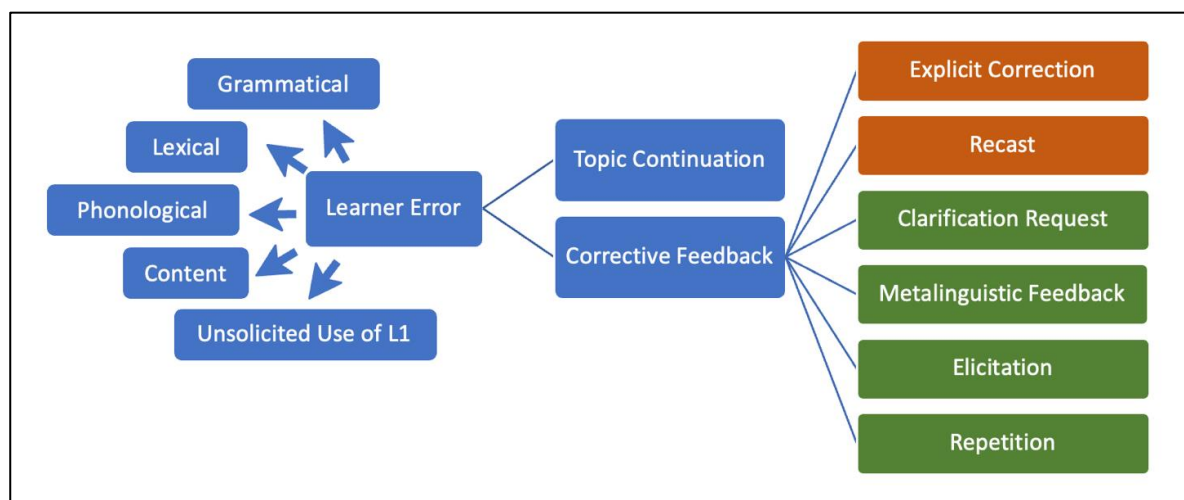 Grammatical
Lexical
Phonological
Content
Unsolicited Use of L1
Learner Error
Topic Continuation
Corrective Feedback
Explicit Correction
Recast
Clarification Request
Metalinguistic Feedback
Elicitation
Repetition